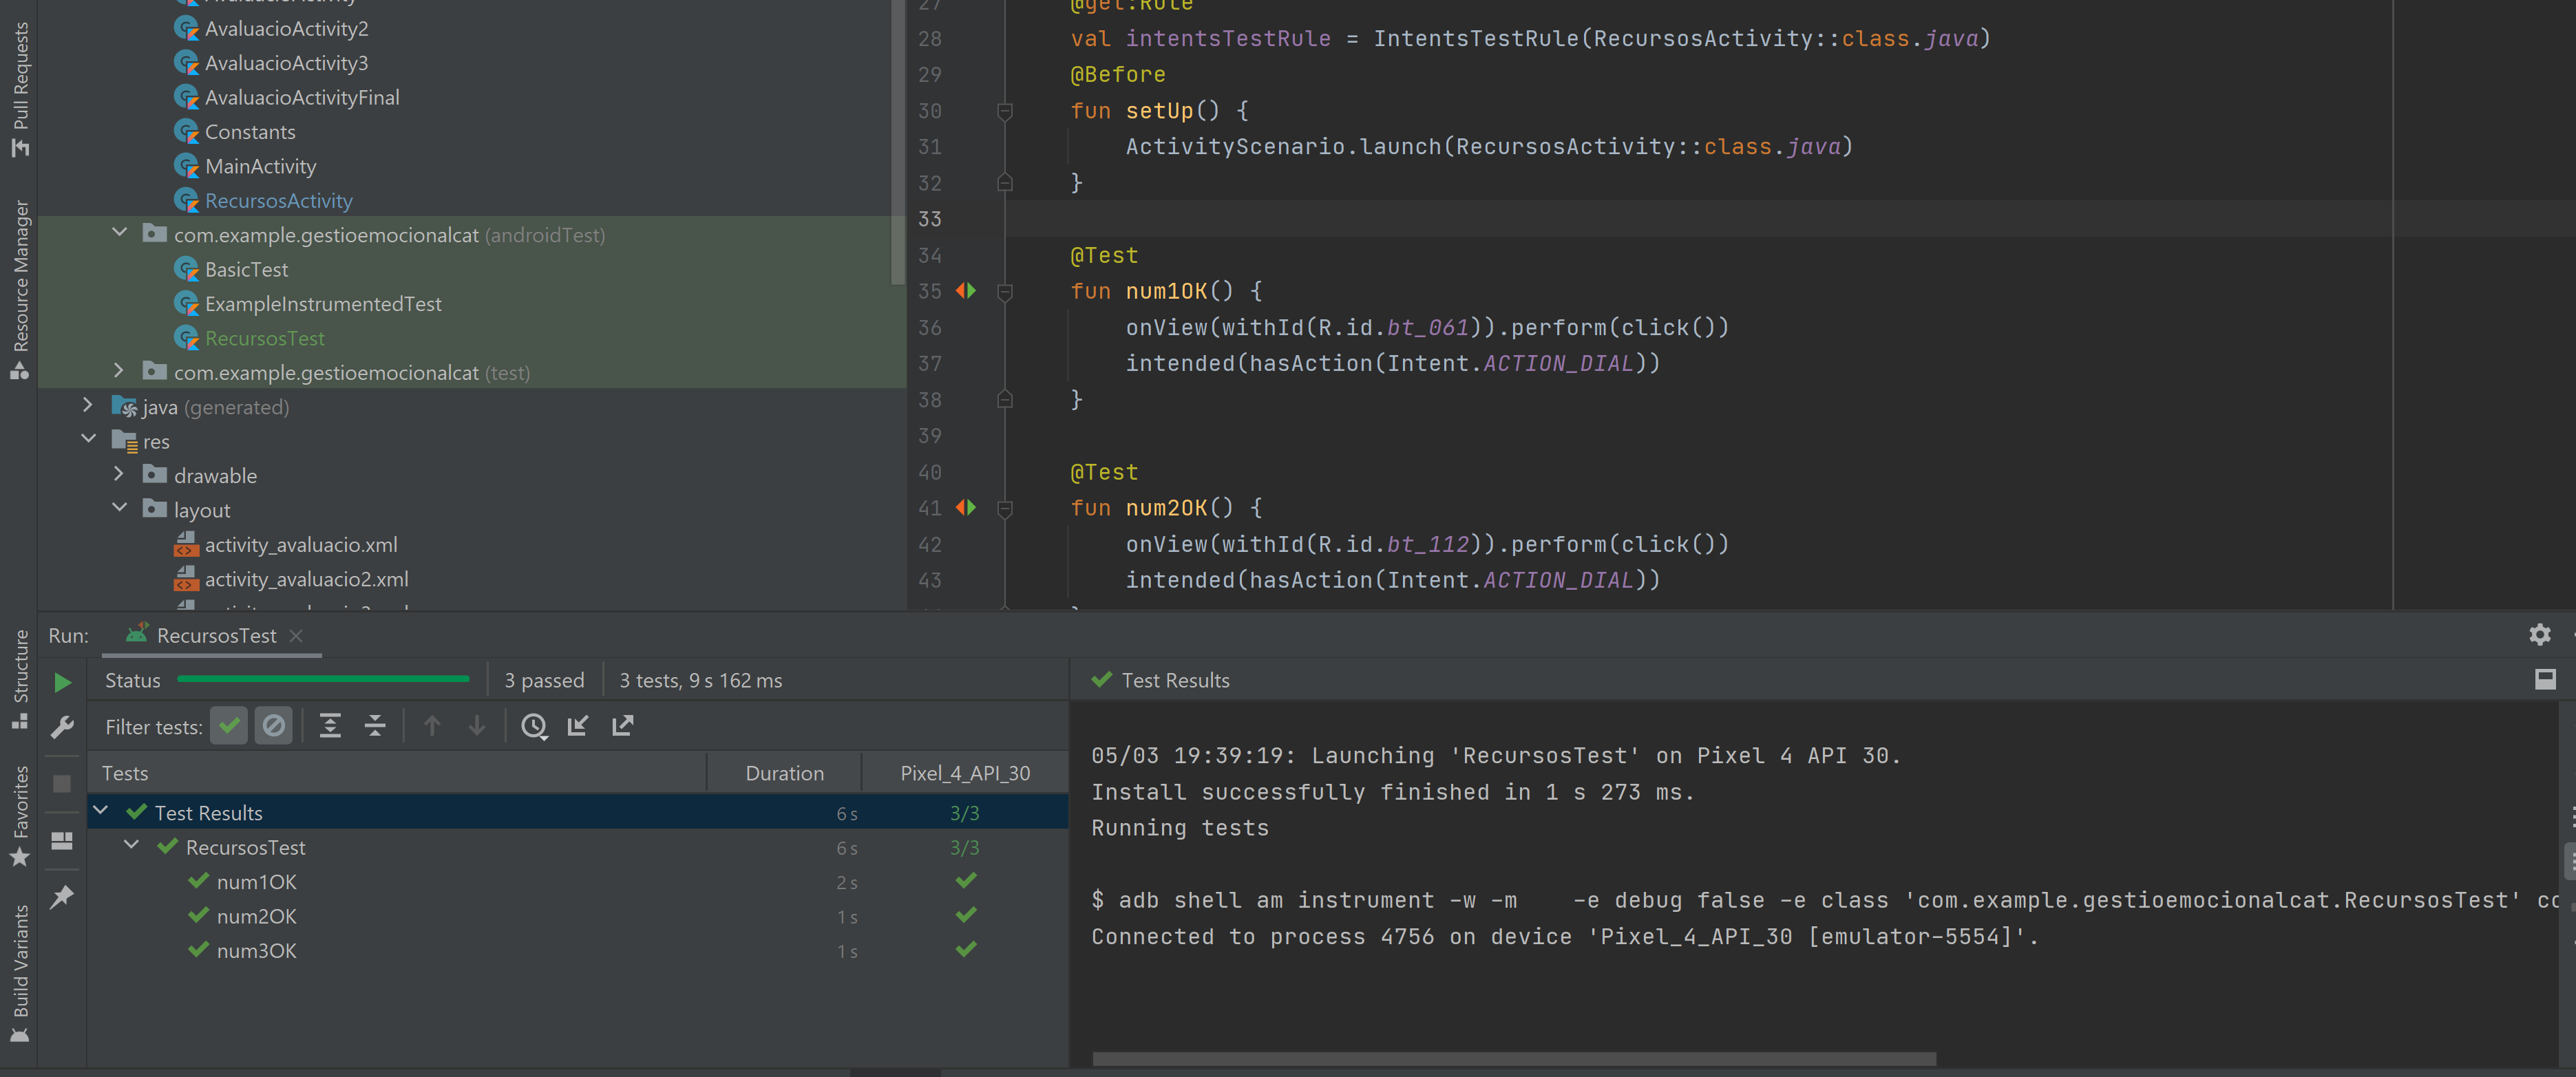 Pull Requests
Resource Manager
Structure
Favorites
Build Variants
AvaluacioActivity
AvaluacioActivity2
AvaluacioActivity3
AvaluacioActivityFinal
Constants
MainActivity
RecursosActivity
com.example.gestioemocionalcat (androidTest)
BasicTest
ExampleInstrumentedTest
RecursosTest
com.example.gestioemocionalcat (test)
java (generated)
res
drawable
layout
activity_avaluacio.xml
activity_avaluacio2.xml
27 @get:Rule
28 val intentsTestRule = IntentsTestRule(RecursosActivity::class.java)
29 @Before
30 fun setUp() {
31 ActivityScenario.launch(RecursosActivity::class.java)
32 }
33
34 @Test
35 fun num1OK() {
36 onView(withId(R.id.bt_061)).perform(click())
37 intended(hasAction(Intent.ACTION_DIAL))
38 }
39
40 @Test
41 fun num2OK() {
42 onView(withId(R.id.bt_112)).perform(click())
43 intended(hasAction(Intent.ACTION_DIAL))
Run: RecursosTest
Status 3 passed 3 tests, 9 s 162 ms
Filter tests:
Tests Duration Pixel_4_API_30
Test Results 6 s 3/3
RecursosTest 6 s 3/3
num1OK 2 s
num2OK 1 s
num3OK 1 s
Test Results
05/03 19:39:19: Launching 'RecursosTest' on Pixel 4 API 30.
Install successfully finished in 1 s 273 ms.
Running tests
$ adb shell am instrument -w -m    -e debug false -e class 'com.example.gestioemocionalcat.RecursosTest' co
Connected to process 4756 on device 'Pixel_4_API_30 [emulator-5554]'.